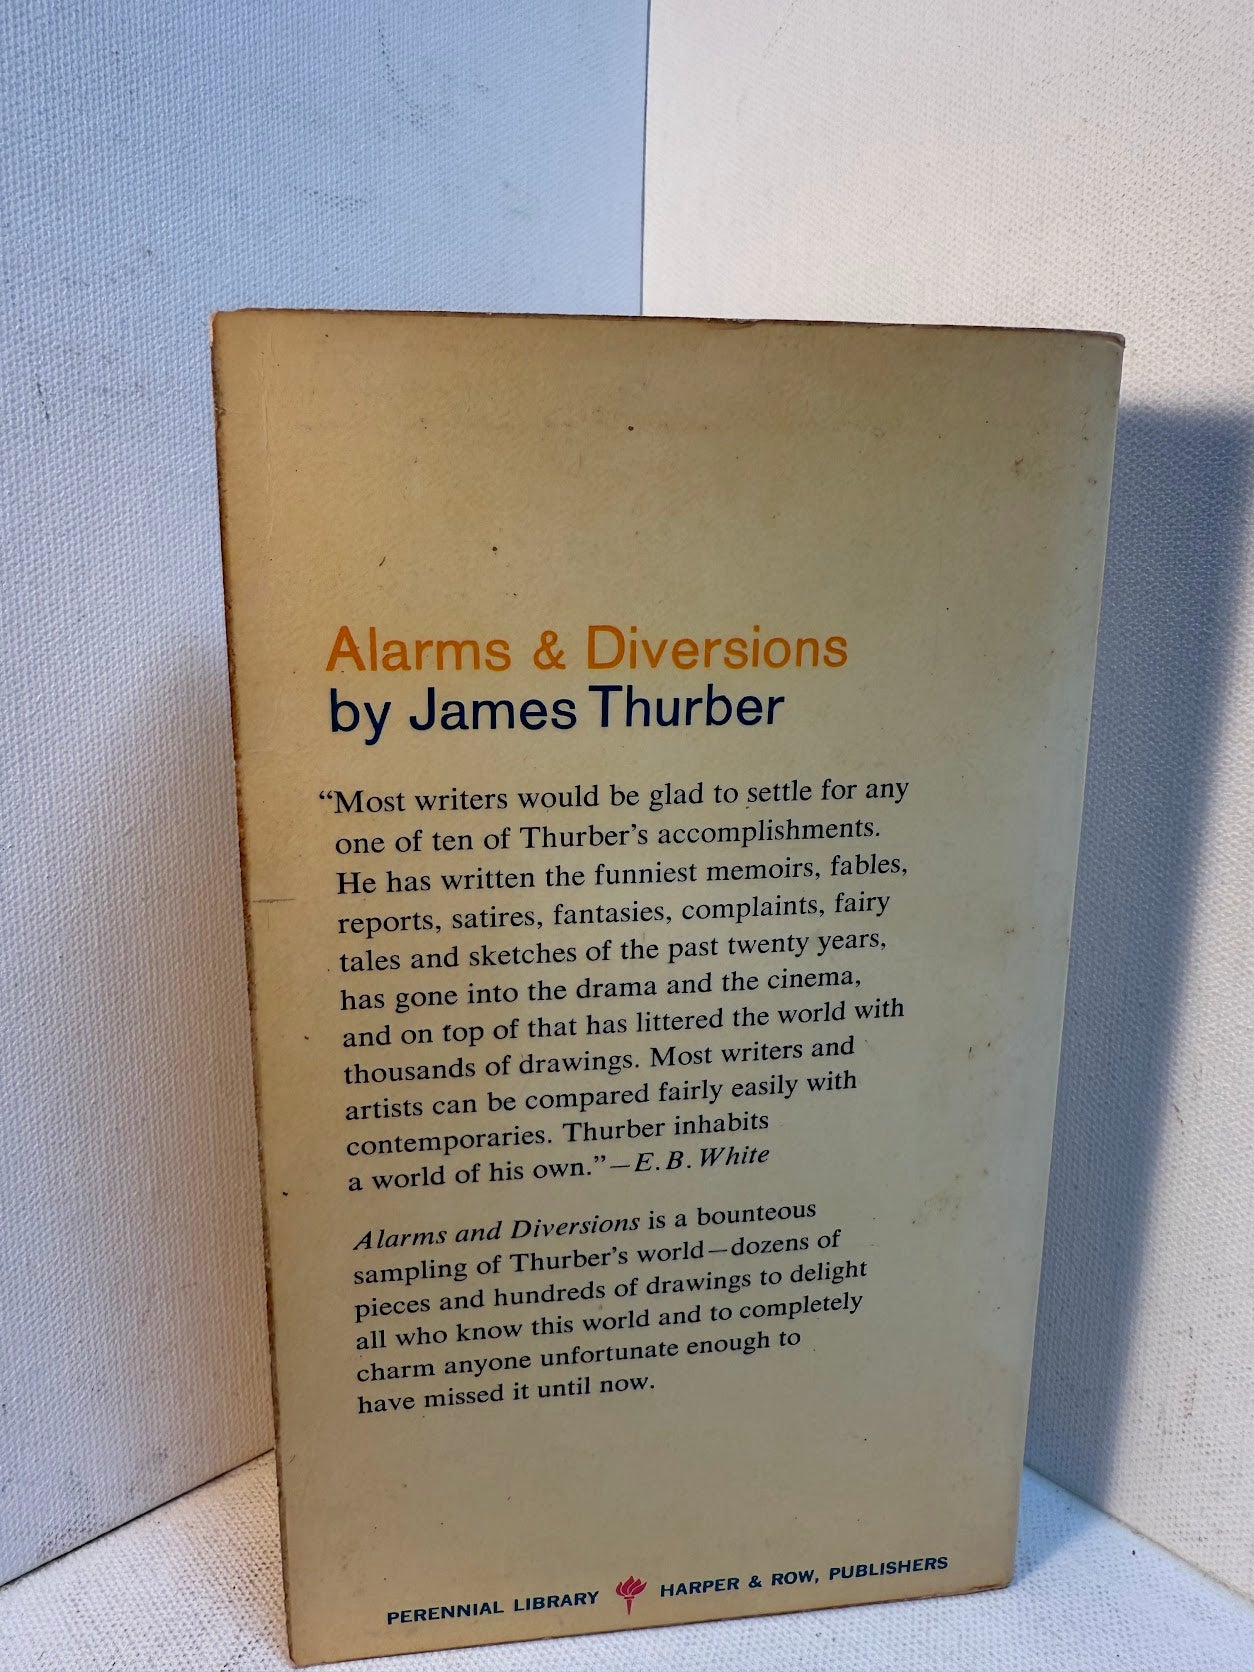 Alarms & Diversions
by James Thurber
“Most writers would be glad to settle for any
one of ten of Thurber’s accomplishments.
He has written the funniest memoirs, fables,
reports, satires, fantasies, complaints, fairy
tales and sketches of the past twenty years,
has gone into the drama and the cinema,
and on top of that has littered the world with
thousands of drawings. Most writers and
artists can be compared fairly easily with
contemporaries. Thurber inhabits
a world of his own.”—E. B. White
Alarms and Diversions is a bounteous
sampling of Thurber’s world—dozens of
pieces and hundreds of drawings to delight
all who know this world and to completely
charm anyone unfortunate enough to
have missed it until now.
PERENNIAL LIBRARY HARPER & ROW, PUBLISHERS